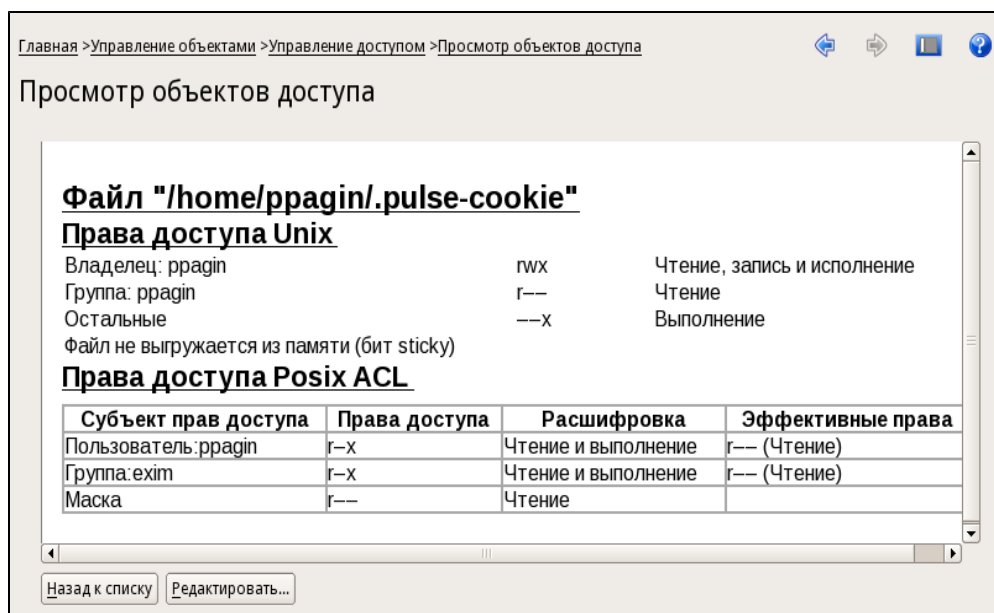 Главная >Управление объектами >Управление доступом >Просмотр объектов доступа
Просмотр объектов доступа
Файл "/home/ppagin/.pulse-cookie"
Права доступа Unix
Владелец: ppagin rwx Чтение, запись и исполнение
Группа: ppagin r-- Чтение
Остальные --x Выполнение
Файл не выгружается из памяти (бит sticky)
Права доступа Posix ACL
Субъект прав доступа Права доступа Расшифровка Эффективные права
Пользователь:ppagin r-x Чтение и выполнение r-- (Чтение)
Группа:exim r-x Чтение и выполнение r-- (Чтение)
Маска r-- Чтение
Назад к списку Редактировать...